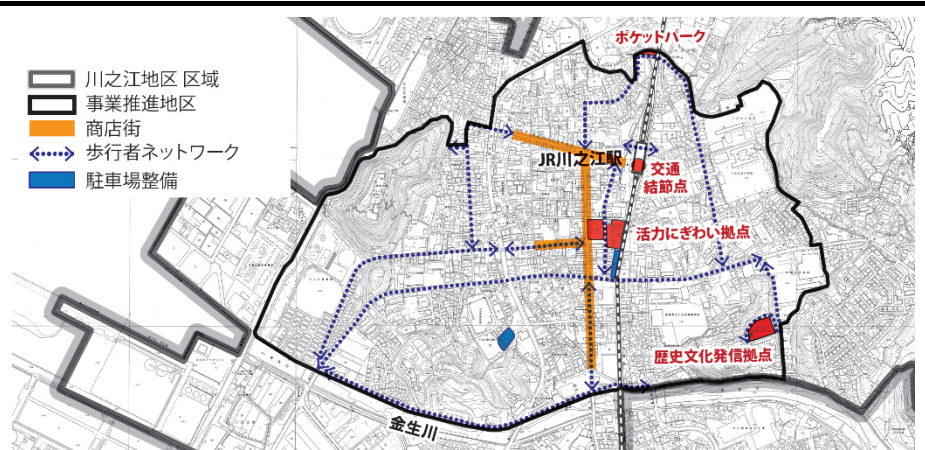 ポケットパーク
川之江地区 区域
事業推進地区
商店街
歩行者ネットワーク
駐車場整備
JR川之江駅
交通
結節点
活力にぎわい拠点
歴史文化発信拠点
金生川